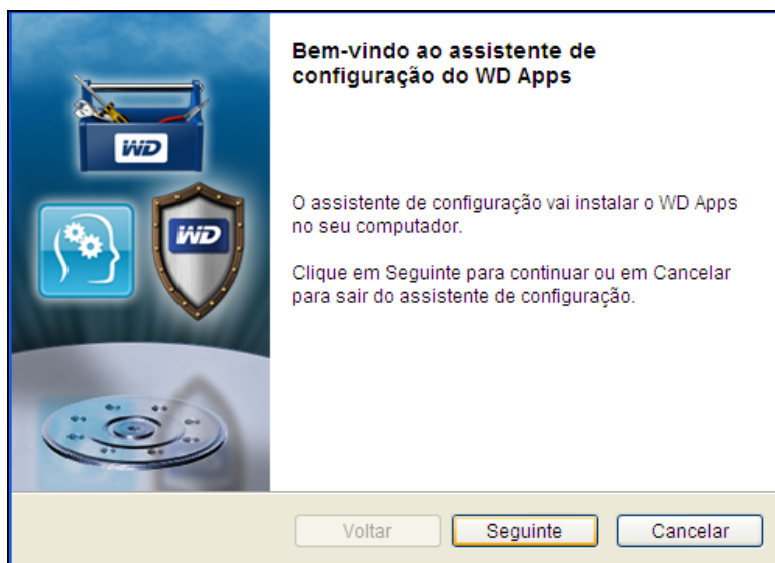 Bem-vindo ao assistente de
configuração do WD Apps
WD
WD
O assistente de configuração vai instalar o WD Apps
no seu computador.
Clique em Seguinte para continuar ou em Cancelar
para sair do assistente de configuração.
Voltar
Seguinte
Cancelar